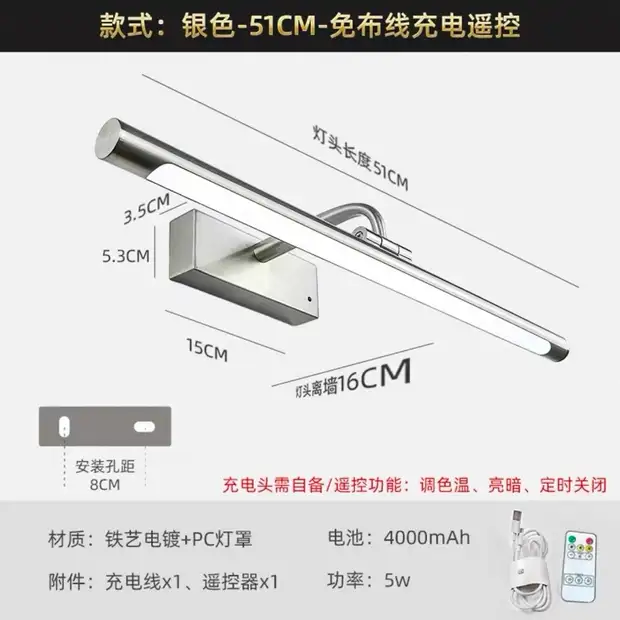 款式：银色-51CM-免布线充电遥控
灯头长度51CM
3.5CM
5.3CM
15CM
灯头离墙16CM
安装孔距
8CM
充电头需自备/遥控功能：调色温、亮暗、定时关闭
材质：铁艺电镀+PC灯罩
电池：4000mAh
附件：充电线x1、遥控器x1
功率：5w